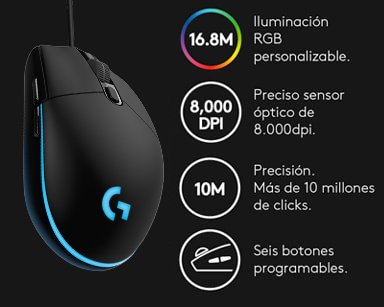 16.8M
Iluminación
RGB
personalizable.
8,000
DPI
Preciso sensor
óptico de
8.000dpi.
10M
Precisión.
Más de 10 millones
de clicks.
Seis botones
programables.